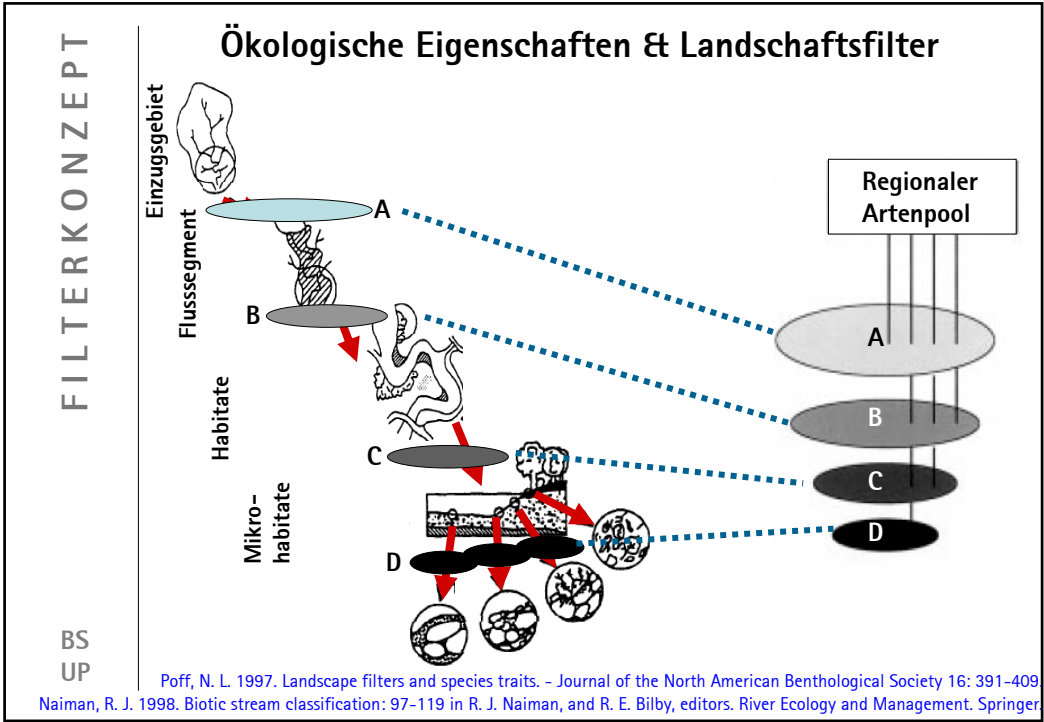 Ökologische Eigenschaften & Landschaftsfilter
FILTERKONZEPT
Einzugsgebiet
Flusssegment
Habitate
Mikro-
habitate
A
B
C
D
Regionaler
Artenpool
A
B
C
D
BS
UP
Poff, N. L. 1997. Landscape filters and species traits. - Journal of the North American Benthological Society 16: 391-409.
Naiman, R. J. 1998. Biotic stream classification: 97-119 in R. J. Naiman, and R. E. Bilby, editors. River Ecology and Management. Springer.